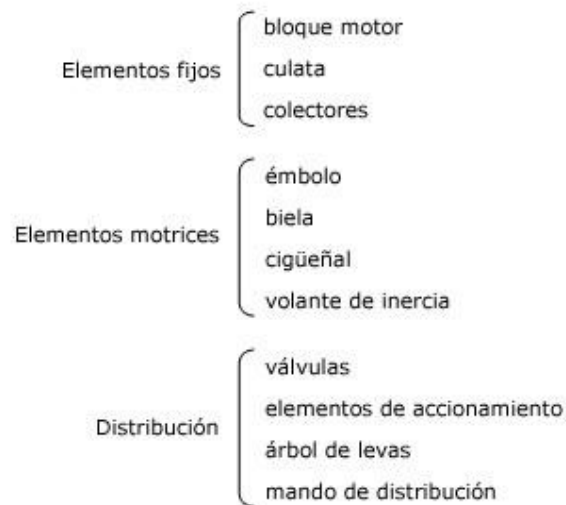 Elementos fijos
bloque motor
culata
colectores
Elementos motrices
émbolo
biela
cigüeñal
volante de inercia
Distribución
válvulas
elementos de accionamiento
árbol de levas
mando de distribución